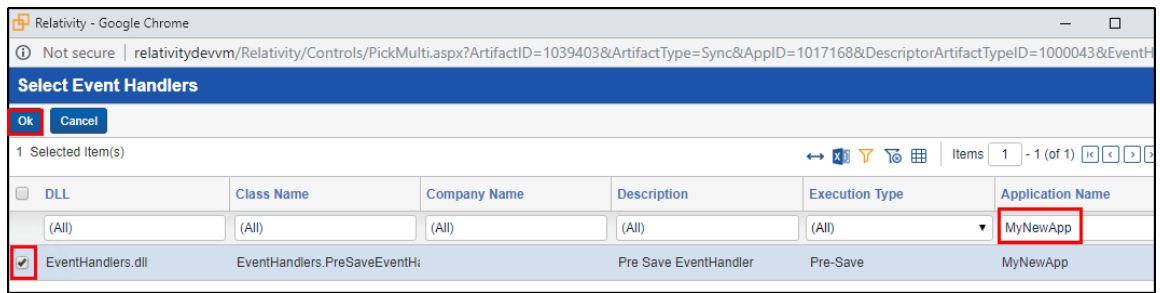 Relativity - Google Chrome
Not secure | relativitydevvm/Relativity/Controls/PickMulti.aspx?ArtifactID=1039403&ArtifactType=Sync&AppID=1017168&DescriptorArtifactTypeID=1000043&EventH
Select Event Handlers
Ok Cancel
1 Selected Item(s) Items 1 - 1 (of 1)
DLL Class Name Company Name Description Execution Type Application Name
(All) (All) (All) (All) (All) MyNewApp
EventHandlers.dll EventHandlers.PreSaveEventHa Pre Save EventHandler Pre-Save MyNewApp